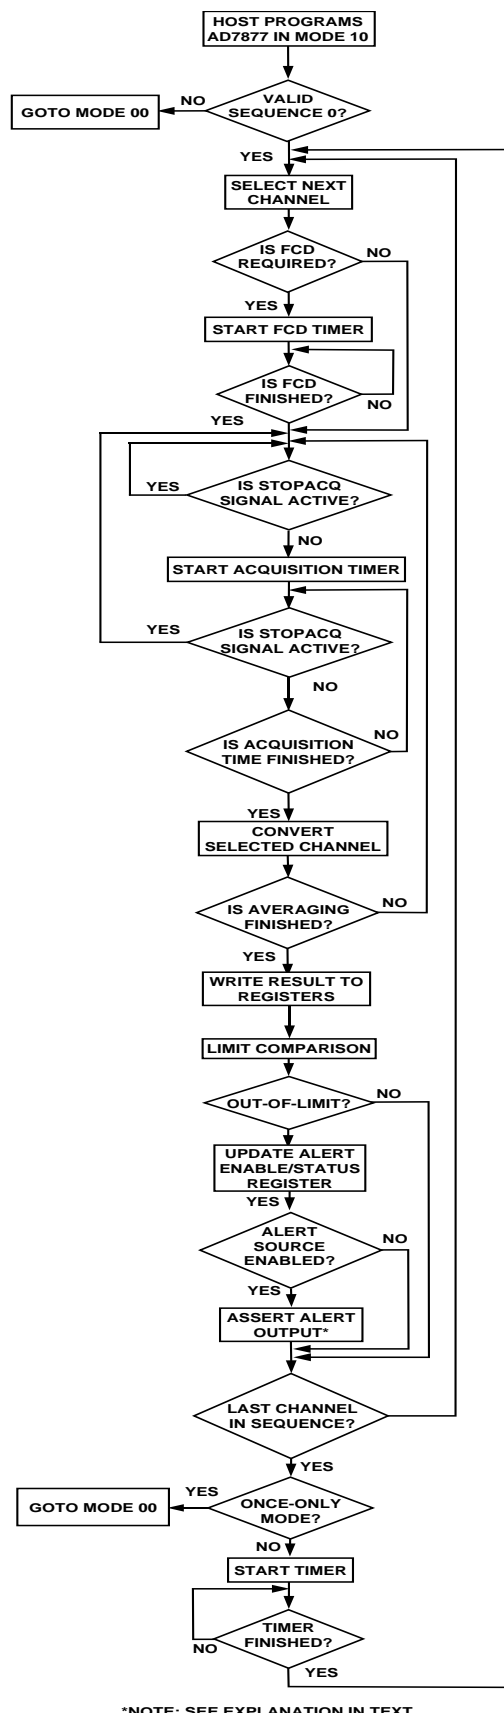 HOST PROGRAMS
AD7877 IN MODE 10
VALID
SEQUENCE 0?
NO
GOTO MODE 00
YES
SELECT NEXT
CHANNEL
IS FCD
REQUIRED?
NO
YES
START FCD TIMER
IS FCD
FINISHED?
NO
YES
IS STOPACQ
SIGNAL ACTIVE?
YES
NO
START ACQUISITION TIMER
IS STOPACQ
SIGNAL ACTIVE?
YES
NO
IS ACQUISITION
TIME FINISHED?
NO
YES
CONVERT
SELECTED CHANNEL
IS AVERAGING
FINISHED?
NO
YES
WRITE RESULT TO
REGISTERS
LIMIT COMPARISON
OUT-OF-LIMIT?
NO
UPDATE ALERT
ENABLE/STATUS
REGISTER
YES
ALERT
SOURCE
ENABLED?
NO
YES
ASSERT ALERT
OUTPUT*
LAST CHANNEL
IN SEQUENCE?
YES
ONCE-ONLY
MODE?
YES
GOTO MODE 00
NO
START TIMER
TIMER
FINISHED?
NO
YES
*NOTE: SEE EXPLANATION IN TEXT